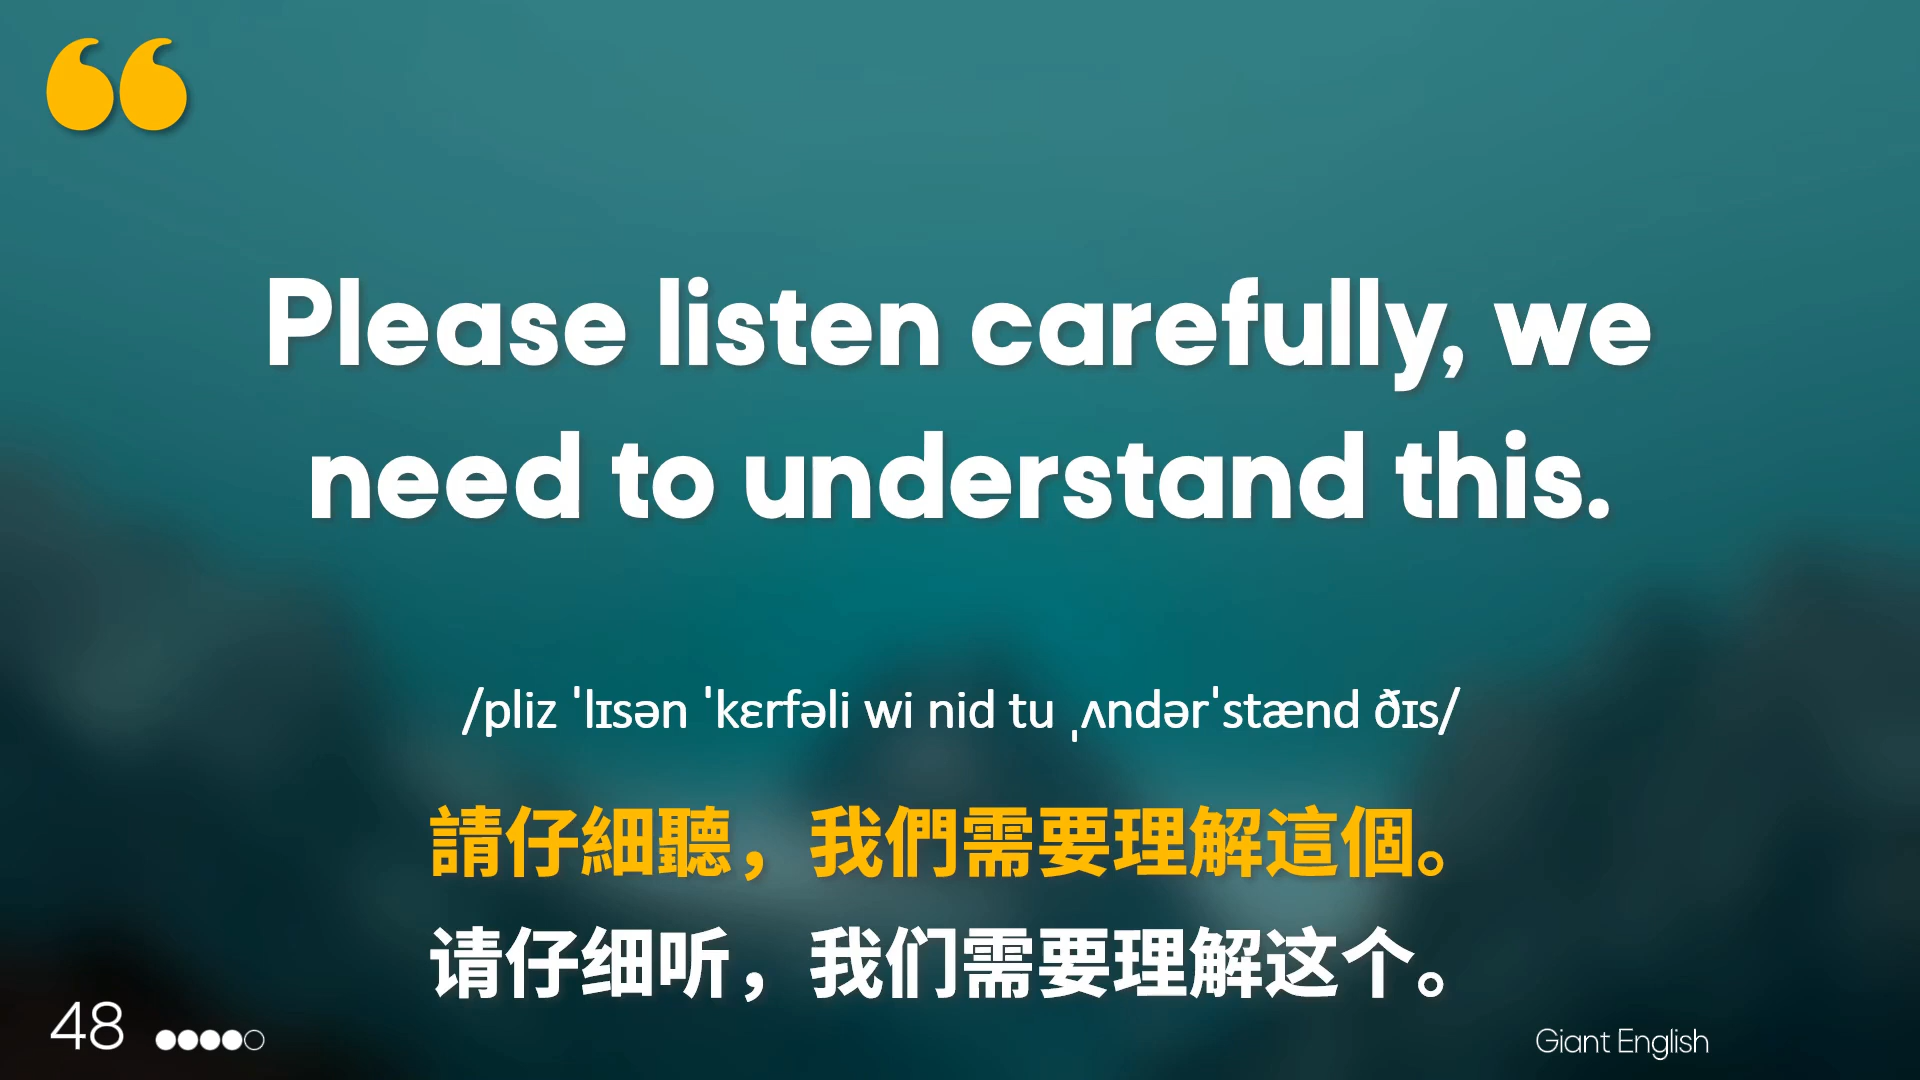 Please listen carefully, we
need to understand this.
/pliz ˈlɪsən ˈkɛrfəli wi nid tu ˌʌndərˈstænd ðɪs/
請仔細聽，我們需要理解這個。
请仔细听，我们需要理解这个。
48
Giant English